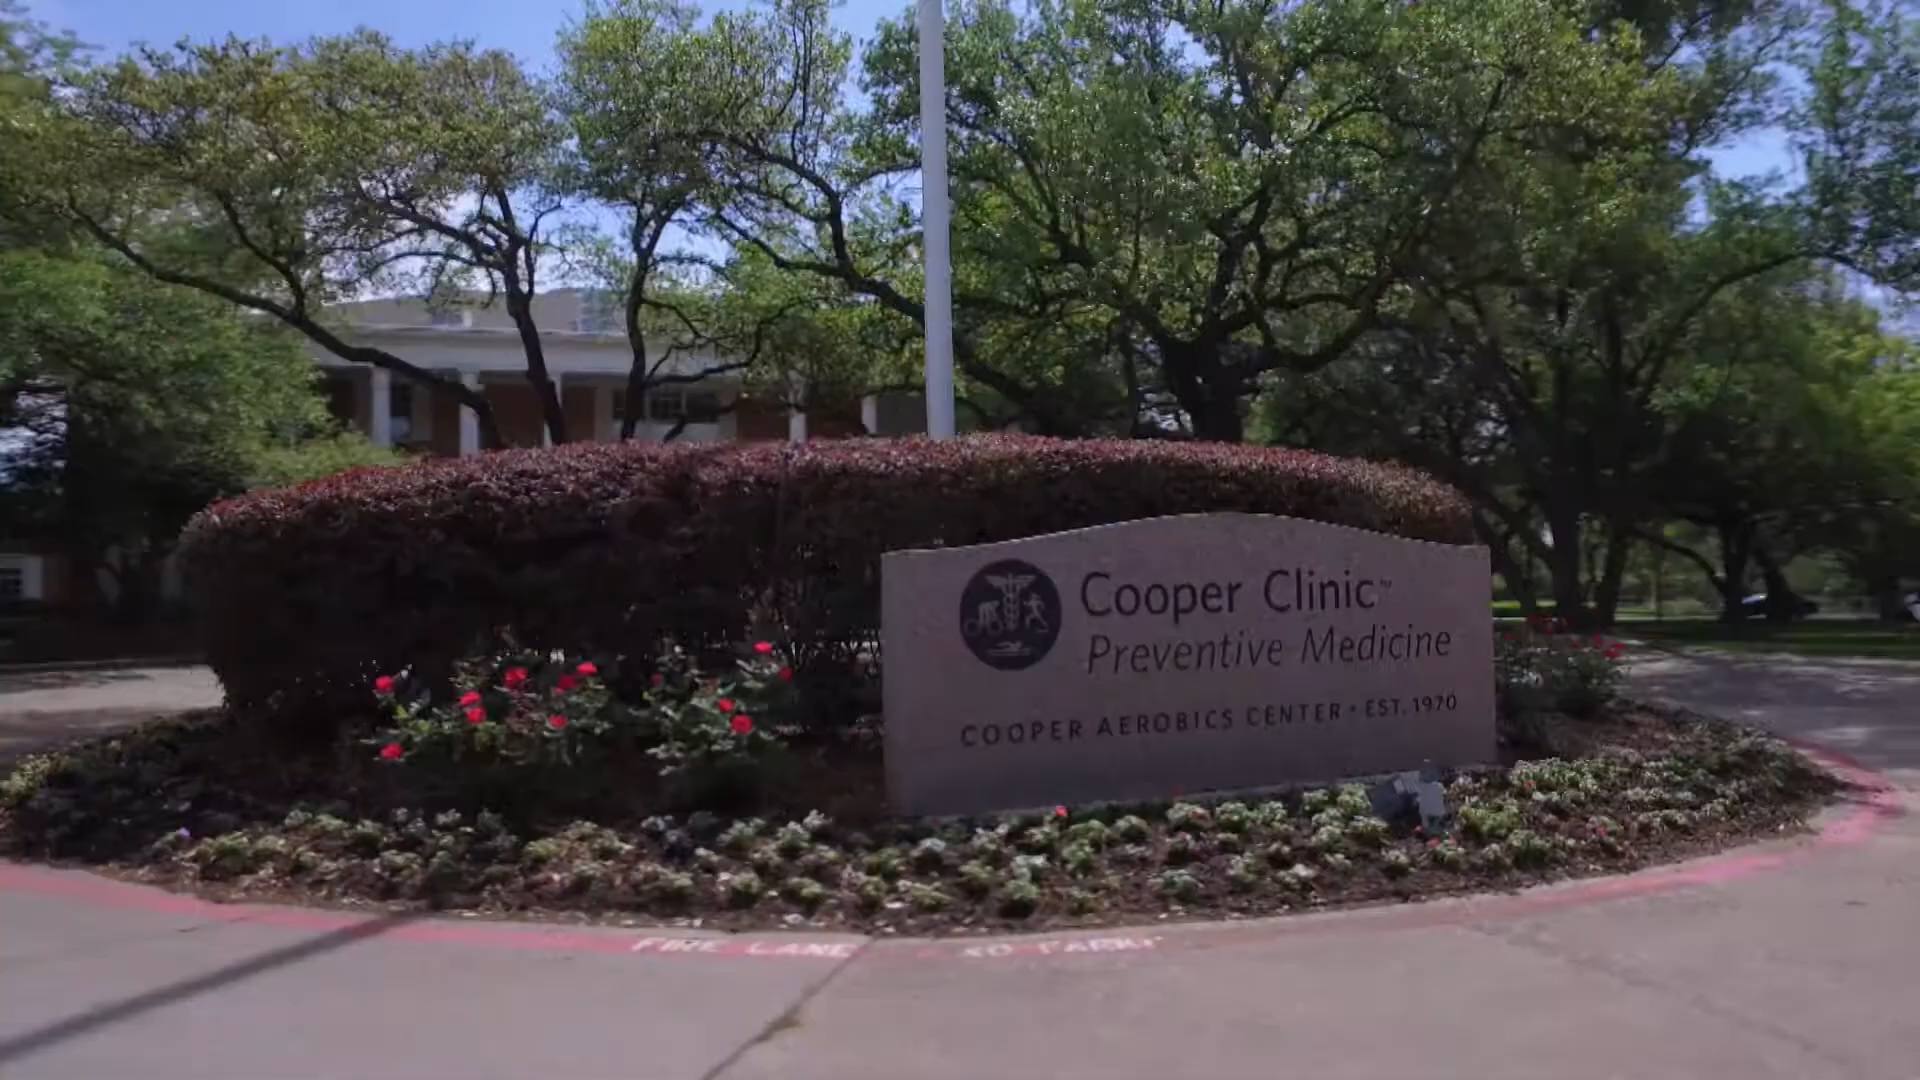 Cooper Clinic™
Preventive Medicine
COOPER AEROBICS CENTER • EST. 1970
FIRE LANE